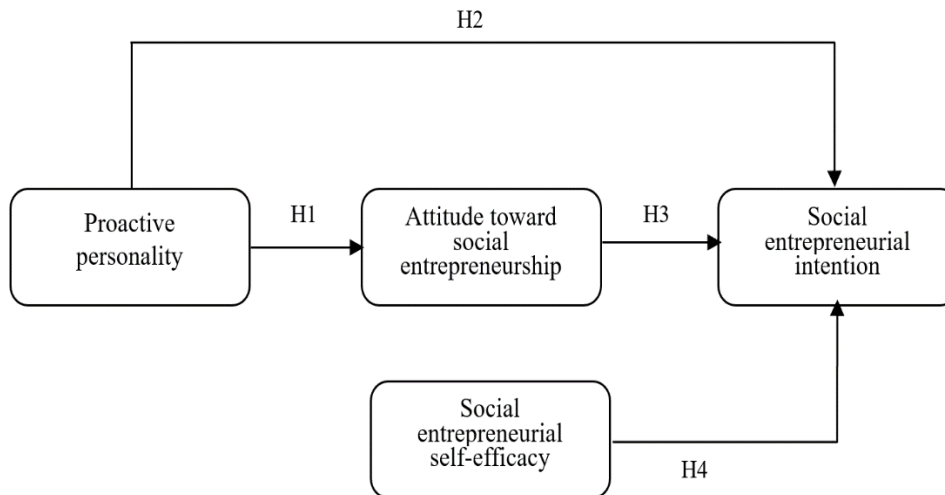 H2
Proactive
personality
H1
Attitude toward
social
entrepreneurship
H3
Social
entrepreneurial
intention
Social
entrepreneurial
self-efficacy
H4